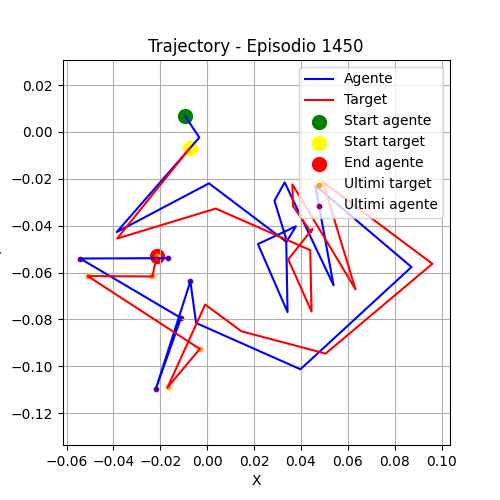 Trajectory - Episodio 1450
Agente
Target
Start agente
Start target
End agente
Ultimi target
Ultimi agente
0.02
0.00
−0.02
−0.04
−0.06
−0.08
−0.10
−0.12
−0.06 −0.04 −0.02 0.00 0.02 0.04 0.06 0.08 0.10
X